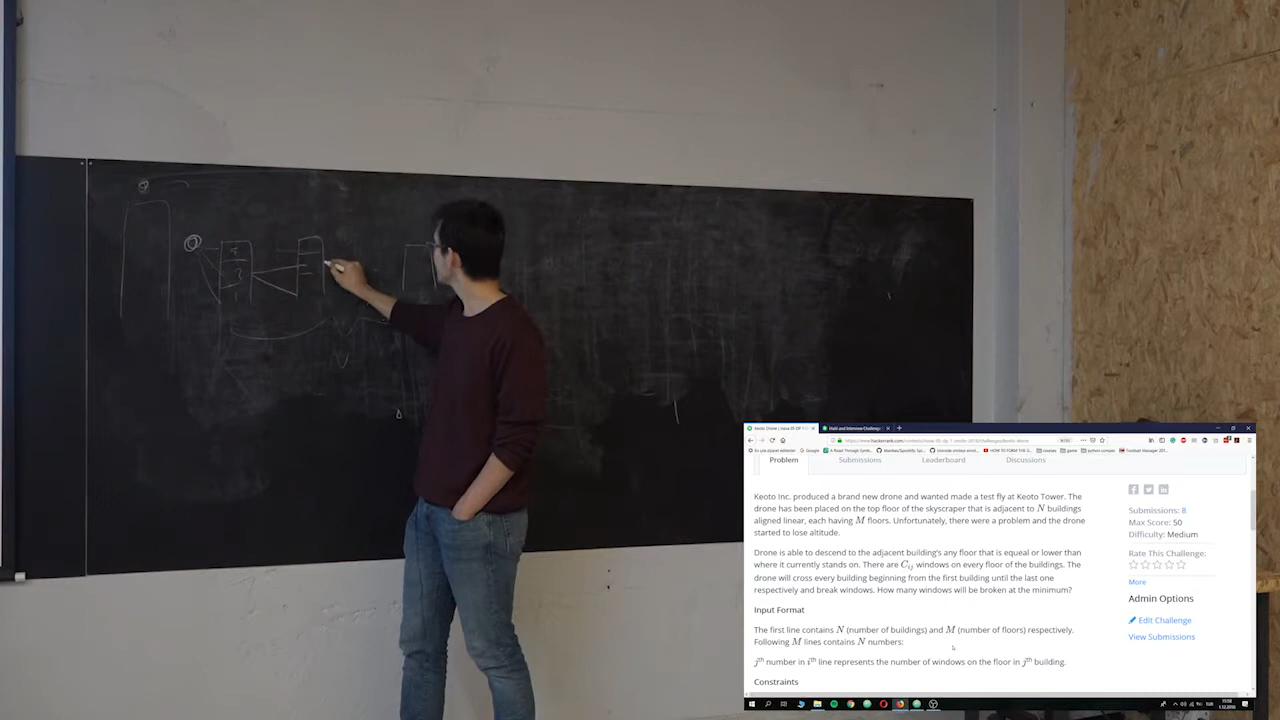 Problem
Submissions
Leaderboard
Discussions
Keoto Inc. produced a brand new drone and wanted made a test fly at Keoto Tower. The
drone has been placed on the top floor of the skyscraper that is adjacent to N buildings
aligned linear, each having M floors. Unfortunately, there were a problem and the drone
started to lose altitude.
Drone is able to descend to the adjacent building's any floor that is equeal or lower than
where it currently stands on. There are Cij windows on every floor of the buildings. The
drone will cross every building beginning from the first building until the last one
respectively and break windows. How many windows will be broken at the minimum?
Input Format
The first line contains N (number of buildings) and M (number of floors) respectively.
Following M lines contains N numbers:
jth number in ith line represents the number of windows on the floor in jth building.
Constraints
Submissions: 8
Max Score: 50
Difficulty: Medium
Rate This Challenge:
More
Admin Options
Edit Challenge
View Submissions
N